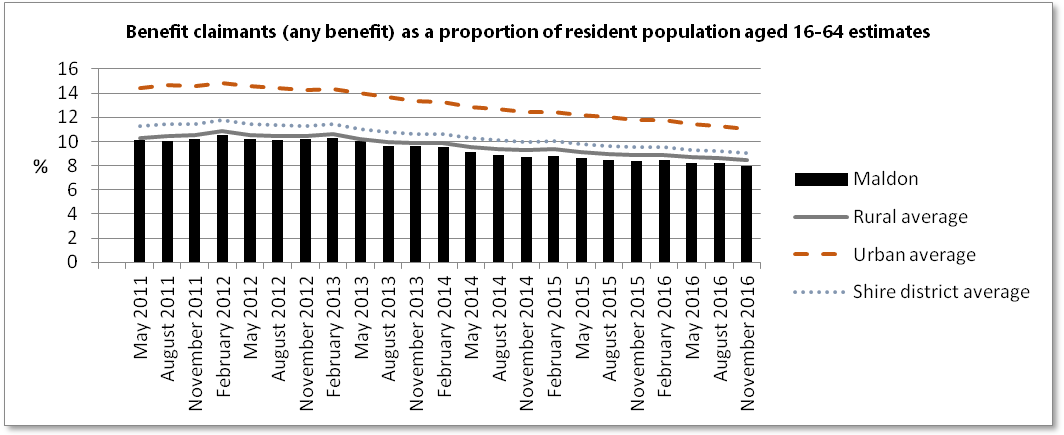 Benefit claimants (any benefit) as a proportion of resident population aged 16-64 estimates
16
14
12
10
8
6
4
2
0
%
May 2011
August 2011
November 2011
February 2012
May 2012
August 2012
November 2012
February 2013
May 2013
August 2013
November 2013
February 2014
May 2014
August 2014
November 2014
February 2015
May 2015
August 2015
November 2015
February 2016
May 2016
August 2016
November 2016
Maldon
Rural average
Urban average
Shire district average